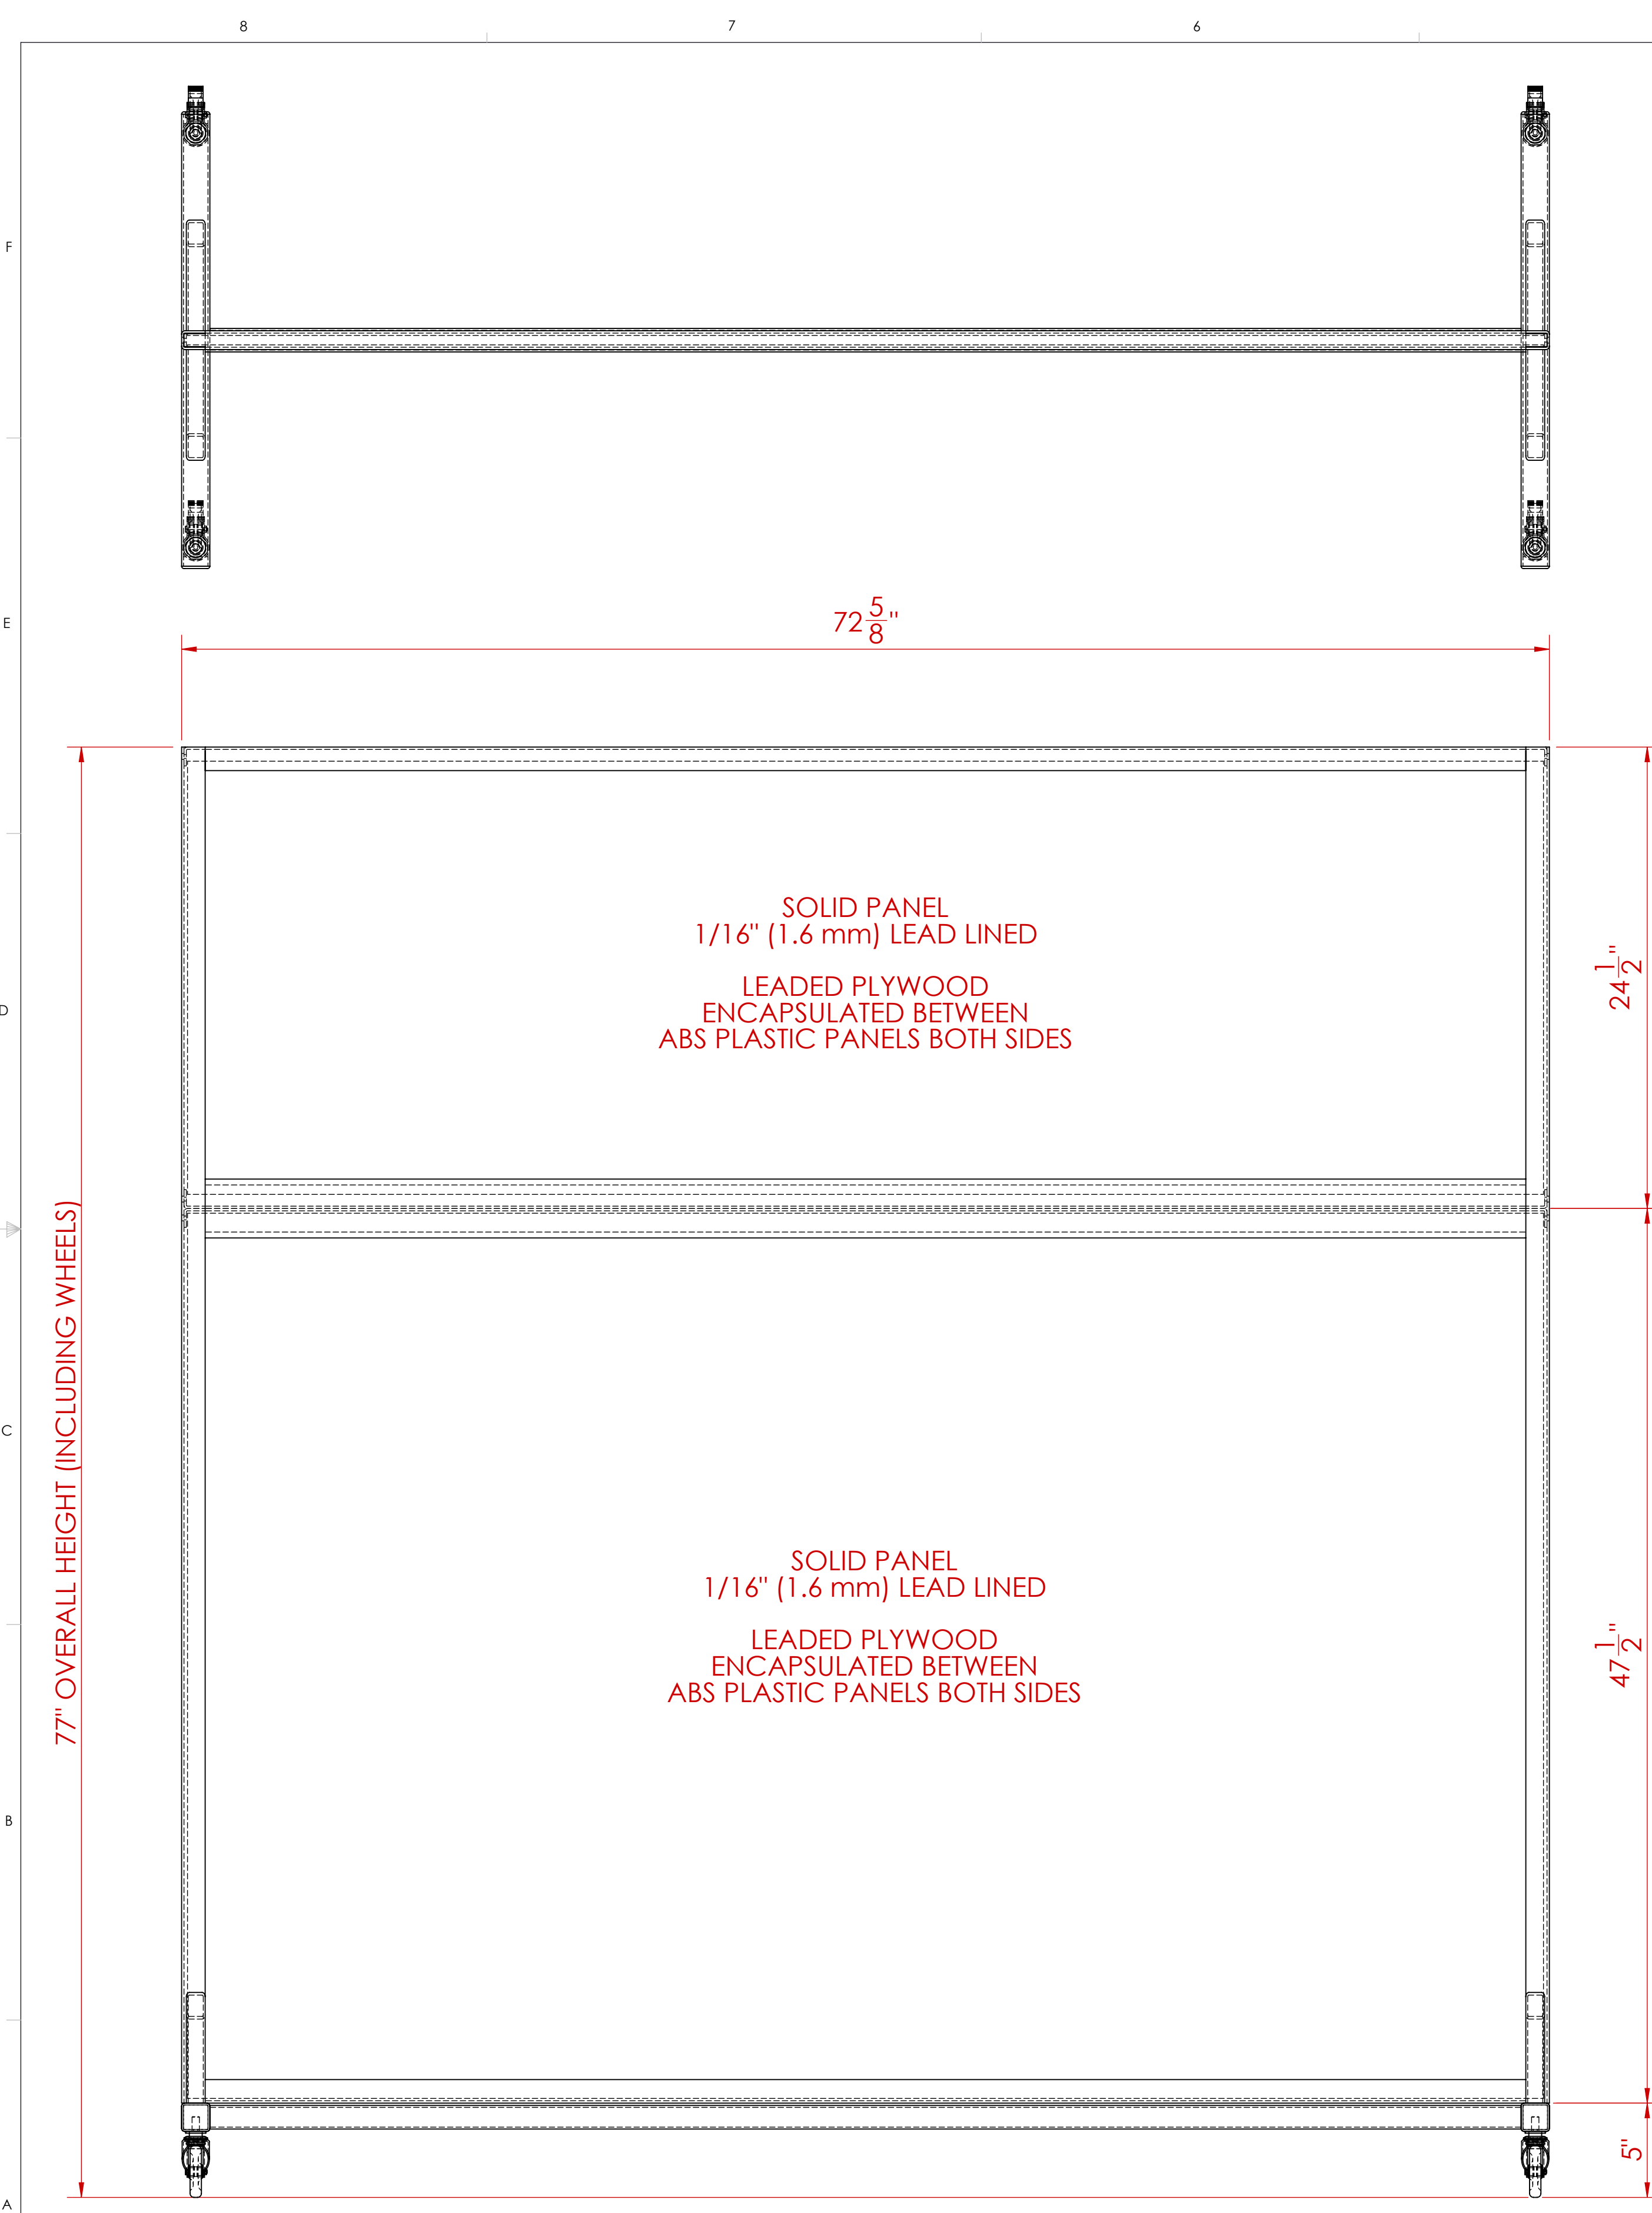 8 7 6
F
E
72 5/8"
SOLID PANEL
1/16" (1.6 mm) LEAD LINED
LEADED PLYWOOD
ENCAPSULATED BETWEEN
ABS PLASTIC PANELS BOTH SIDES
24 1/2"
D
77" OVERALL HEIGHT (INCLUDING WHEELS)
C
SOLID PANEL
1/16" (1.6 mm) LEAD LINED
LEADED PLYWOOD
ENCAPSULATED BETWEEN
ABS PLASTIC PANELS BOTH SIDES
47 1/2"
B
5"
A